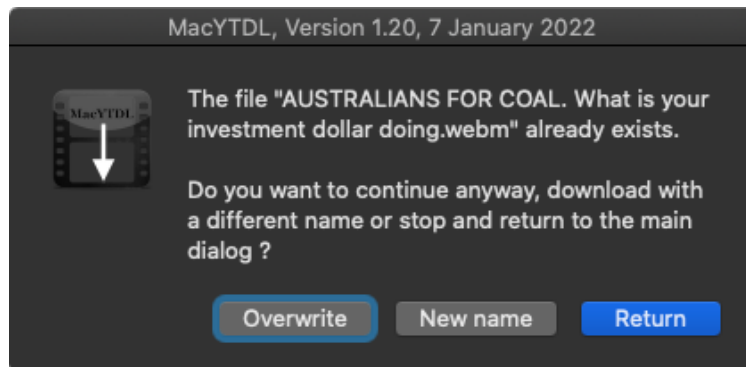 MacYTDL, Version 1.20, 7 January 2022
MacYTDL
The file "AUSTRALIANS FOR COAL. What is your
investment dollar doing.webm" already exists.
Do you want to continue anyway, download with
a different name or stop and return to the main
dialog ?
Overwrite
New name
Return